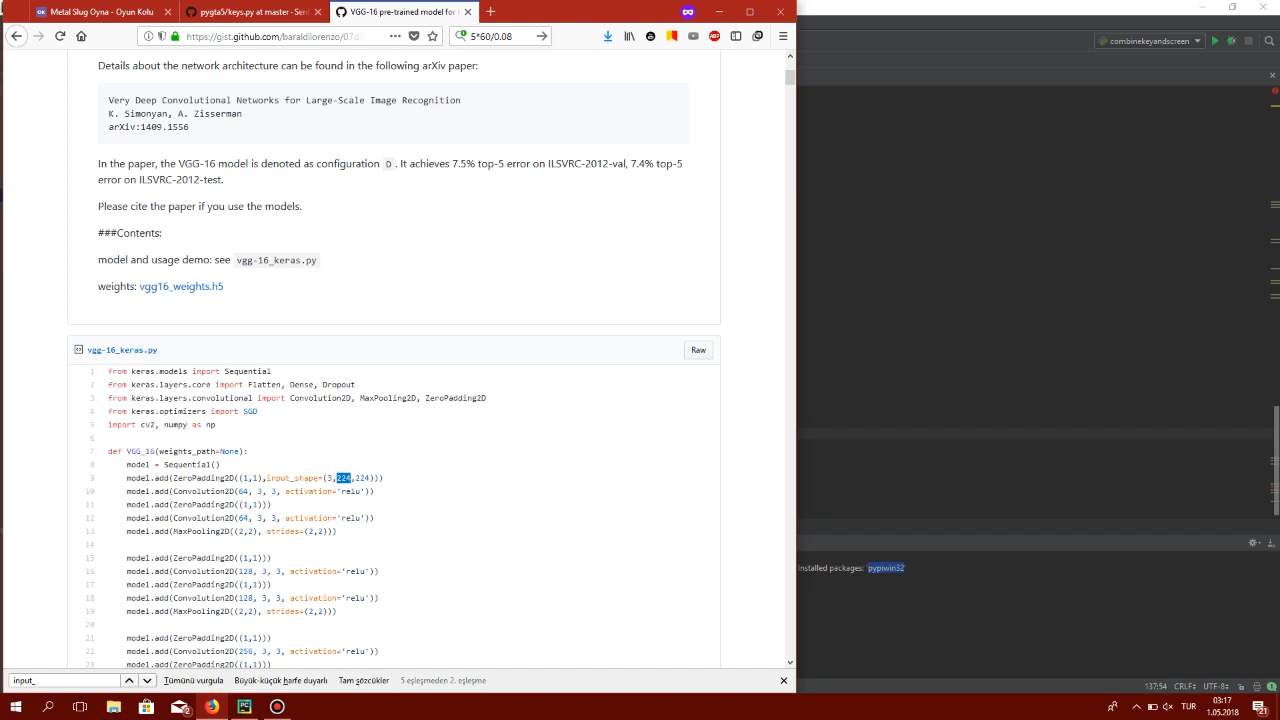 Metal Slug Oyna - Oyun Kolu
pygta5/keys.py at master · Sent
VGG-16 pre-trained model for
https://gist.github.com/baraldilorenzo/07d7
5*60/0.08
ABP
Details about the network architecture can be found in the following arXiv paper:
Very Deep Convolutional Networks for Large-Scale Image Recognition
K. Simonyan, A. Zisserman
arXiv:1409.1556
In the paper, the VGG-16 model is denoted as configuration D. It achieves 7.5% top-5 error on ILSVRC-2012-val, 7.4% top-5
error on ILSVRC-2012-test.
Please cite the paper if you use the models.
###Contents:
model and usage demo: see vgg-16_keras.py
weights: vgg16_weights.h5
vgg-16_keras.py
Raw
1 from keras.models import Sequential
2 from keras.layers.core import Flatten, Dense, Dropout
3 from keras.layers.convolutional import Convolution2D, MaxPooling2D, ZeroPadding2D
4 from keras.optimizers import SGD
5 import cv2, numpy as np
6
7 def VGG_16(weights_path=None):
8 model = Sequential()
9 model.add(ZeroPadding2D((1,1),input_shape=(3,224,224)))
10 model.add(Convolution2D(64, 3, 3, activation='relu'))
11 model.add(ZeroPadding2D((1,1)))
12 model.add(Convolution2D(64, 3, 3, activation='relu'))
13 model.add(MaxPooling2D((2,2), strides=(2,2)))
14
15 model.add(ZeroPadding2D((1,1)))
16 model.add(Convolution2D(128, 3, 3, activation='relu'))
17 model.add(ZeroPadding2D((1,1)))
18 model.add(Convolution2D(128, 3, 3, activation='relu'))
19 model.add(MaxPooling2D((2,2), strides=(2,2)))
20
21 model.add(ZeroPadding2D((1,1)))
22 model.add(Convolution2D(256, 3, 3, activation='relu'))
23 model.add(ZeroPadding2D((1,1)))
input_
Tümünü vurgula
Büyük-küçük harfe duyarlı
Tam sözcükler
5 eşleşmeden 2. eşleşme
combinekeyandscreen
Installed packages: 'pypiwin32'
137:54 CRLF÷ UTF-8÷
TUR
03:17
1.05.2018